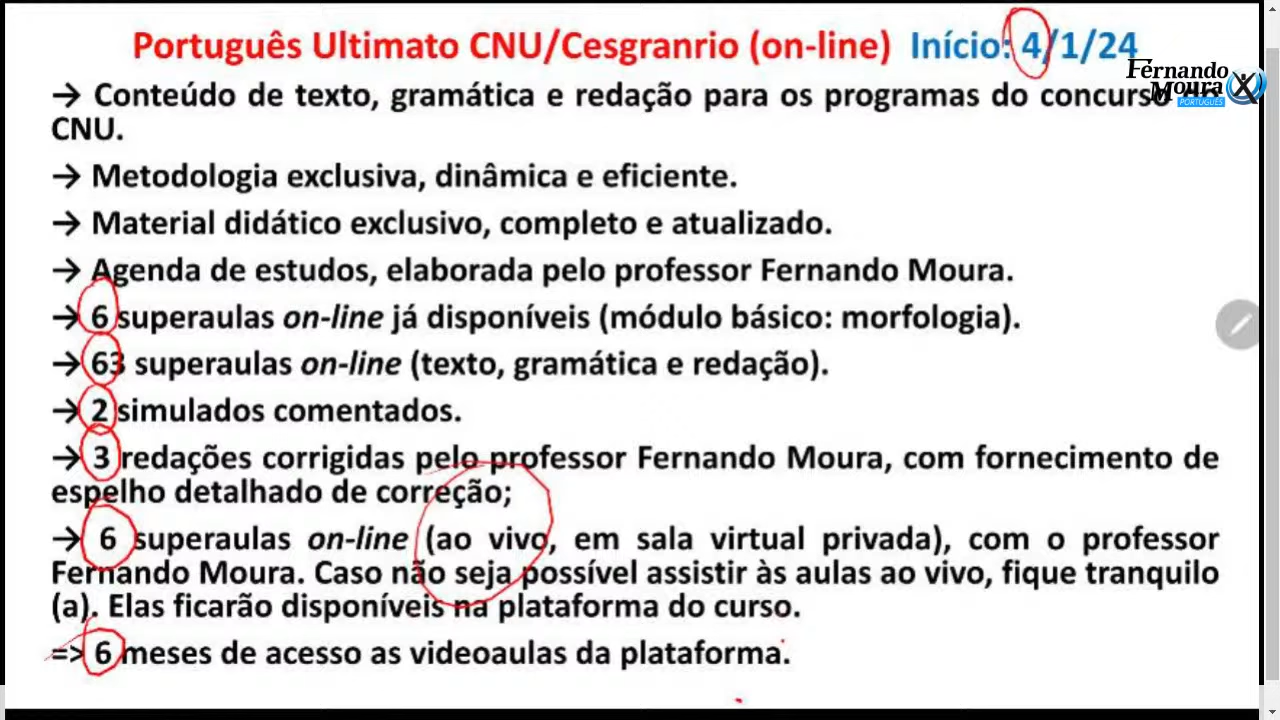 Português Ultimato CNU/Cesgranrio (on-line) Início: 4/1/24
Fernando
Moura
PORTUGUÊS
→ Conteúdo de texto, gramática e redação para os programas do concurso do
CNU.
→ Metodologia exclusiva, dinâmica e eficiente.
→ Material didático exclusivo, completo e atualizado.
→ Agenda de estudos, elaborada pelo professor Fernando Moura.
→ 6 superaulas on-line já disponíveis (módulo básico: morfologia).
→ 63 superaulas on-line (texto, gramática e redação).
→ 2 simulados comentados.
→ 3 redações corrigidas pelo professor Fernando Moura, com fornecimento de
espelho detalhado de correção;
→ 6 superaulas on-line (ao vivo, em sala virtual privada), com o professor
Fernando Moura. Caso não seja possível assistir às aulas ao vivo, fique tranquilo
(a). Elas ficarão disponíveis na plataforma do curso.
=> 6 meses de acesso as videoaulas da plataforma.